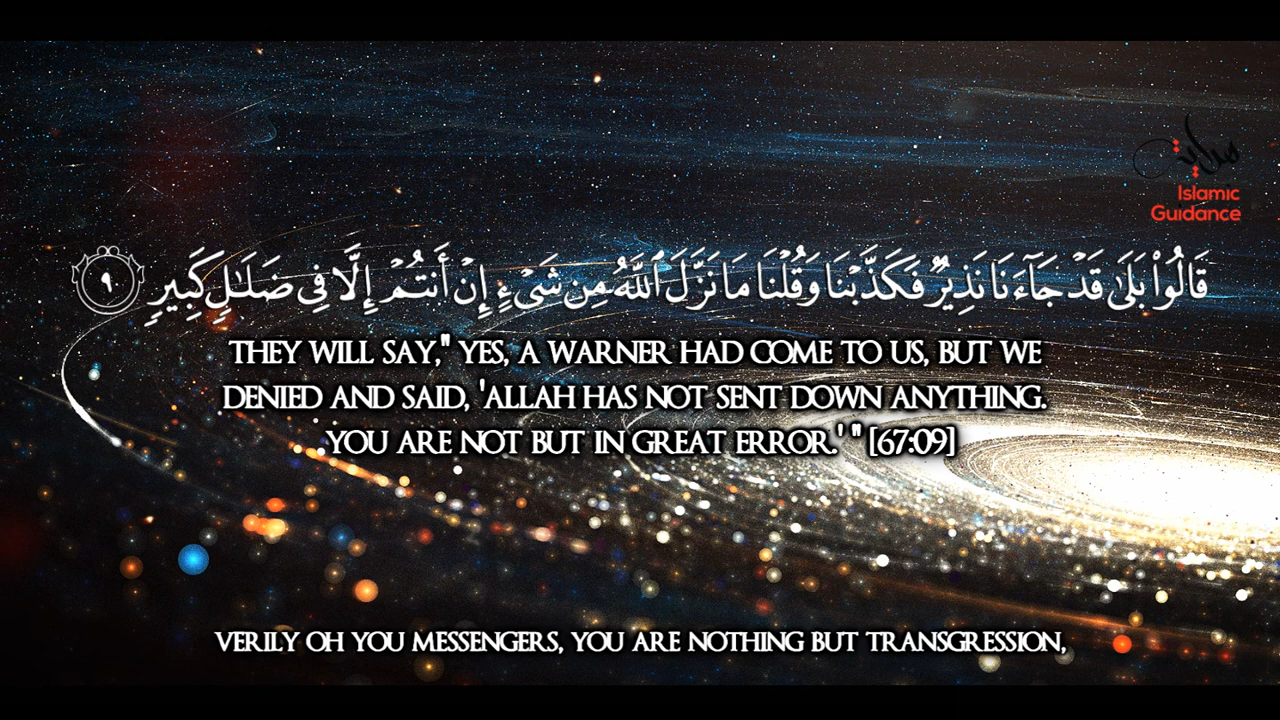 هداية
Islamic
Guidance
قَالُوا۟ بَلَىٰ قَدْ جَآءَنَا نَذِيرٌ فَكَذَّبْنَا وَقُلْنَا مَا نَزَّلَ ٱللَّهُ مِن شَىْءٍ إِنْ أَنتُمْ إِلَّا فِى ضَلَـٰلٍ كَبِيرٍ ٩
THEY WILL SAY," YES, A WARNER HAD COME TO US, BUT WE
DENIED AND SAID, 'ALLAH HAS NOT SENT DOWN ANYTHING.
YOU ARE NOT BUT IN GREAT ERROR.' " [67:09]
VERILY OH YOU MESSENGERS, YOU ARE NOTHING BUT TRANSGRESSION,